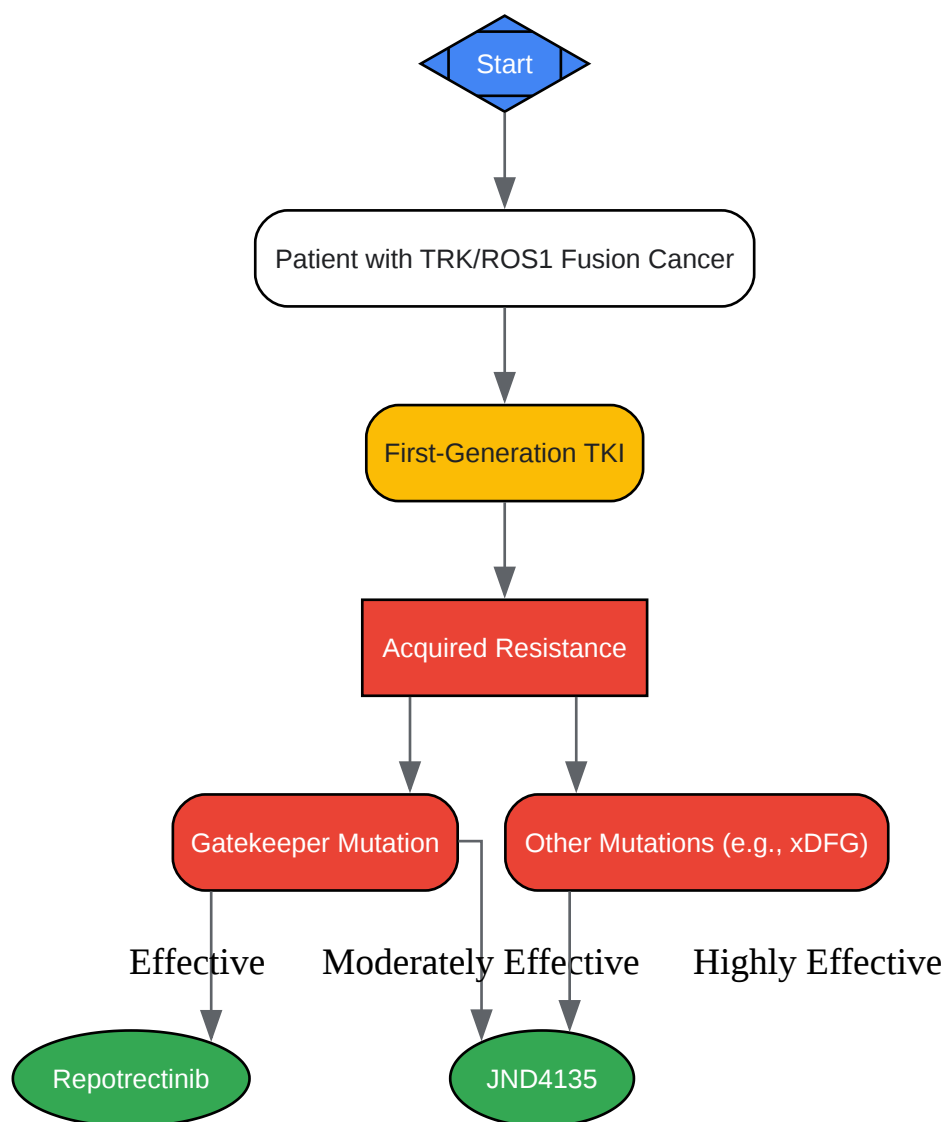 Start
Patient with TRK/ROS1 Fusion Cancer
First-Generation TKI
Acquired Resistance
Gatekeeper Mutation
Other Mutations (e.g., xDFG)
Effective
Moderately Effective
Highly Effective
Repotrectinib
JND4135